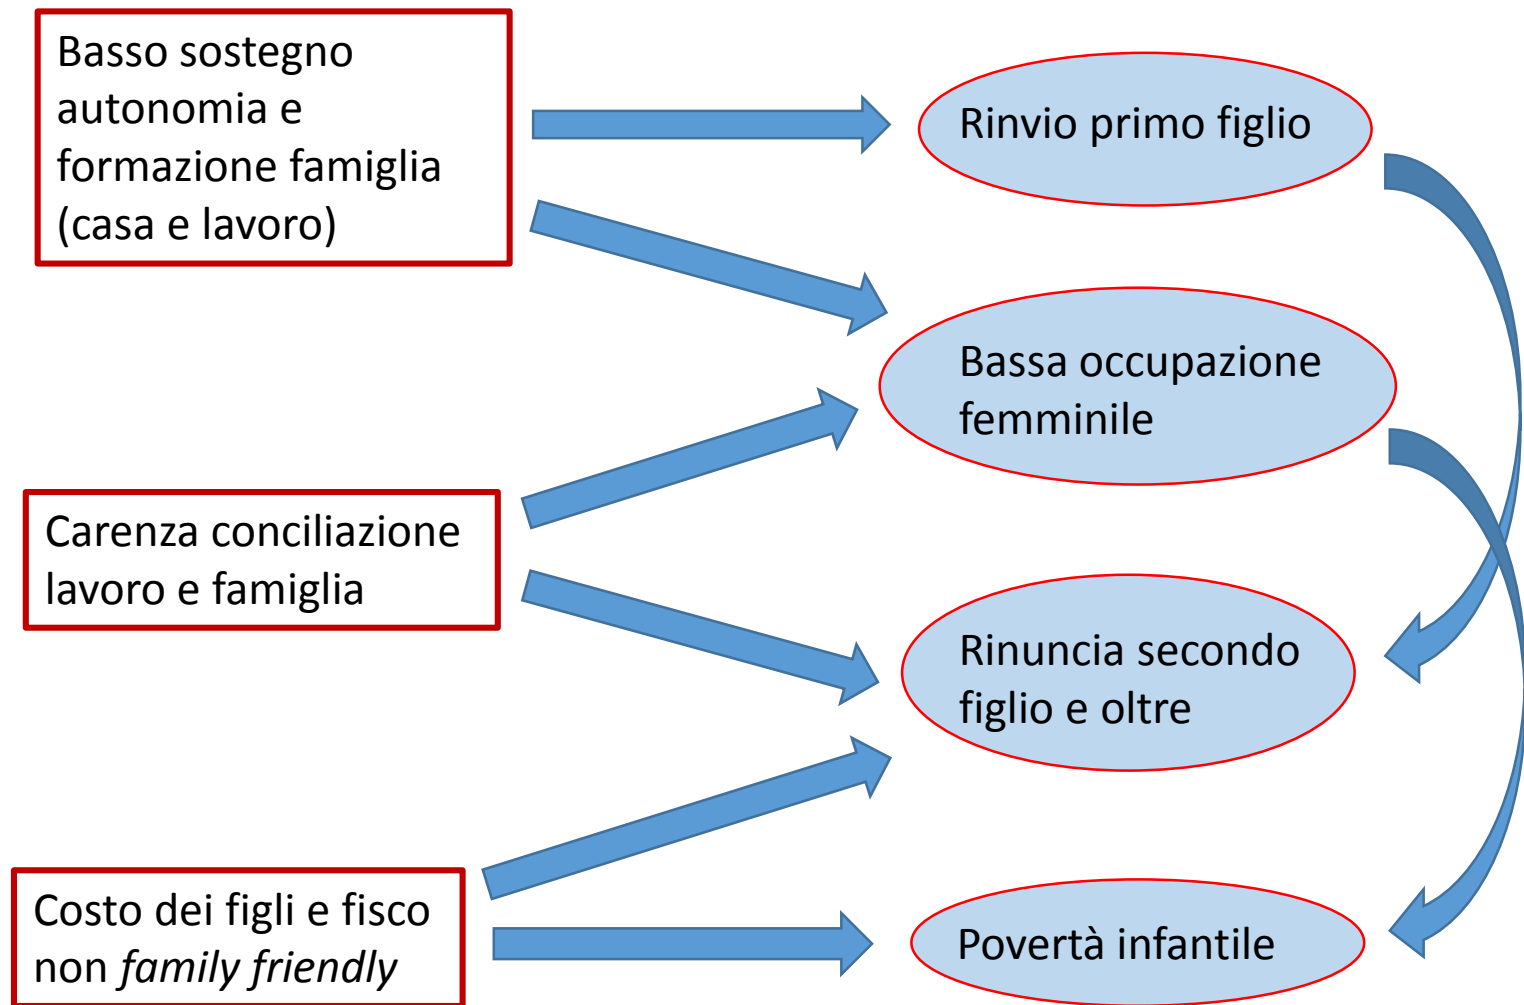 Basso sostegno
autonomia e
formazione famiglia
(casa e lavoro)
Rinvio primo figlio
Bassa occupazione
femminile
Carenza conciliazione
lavoro e famiglia
Rinuncia secondo
figlio e oltre
Costo dei figli e fisco
non family friendly
Povertà infantile